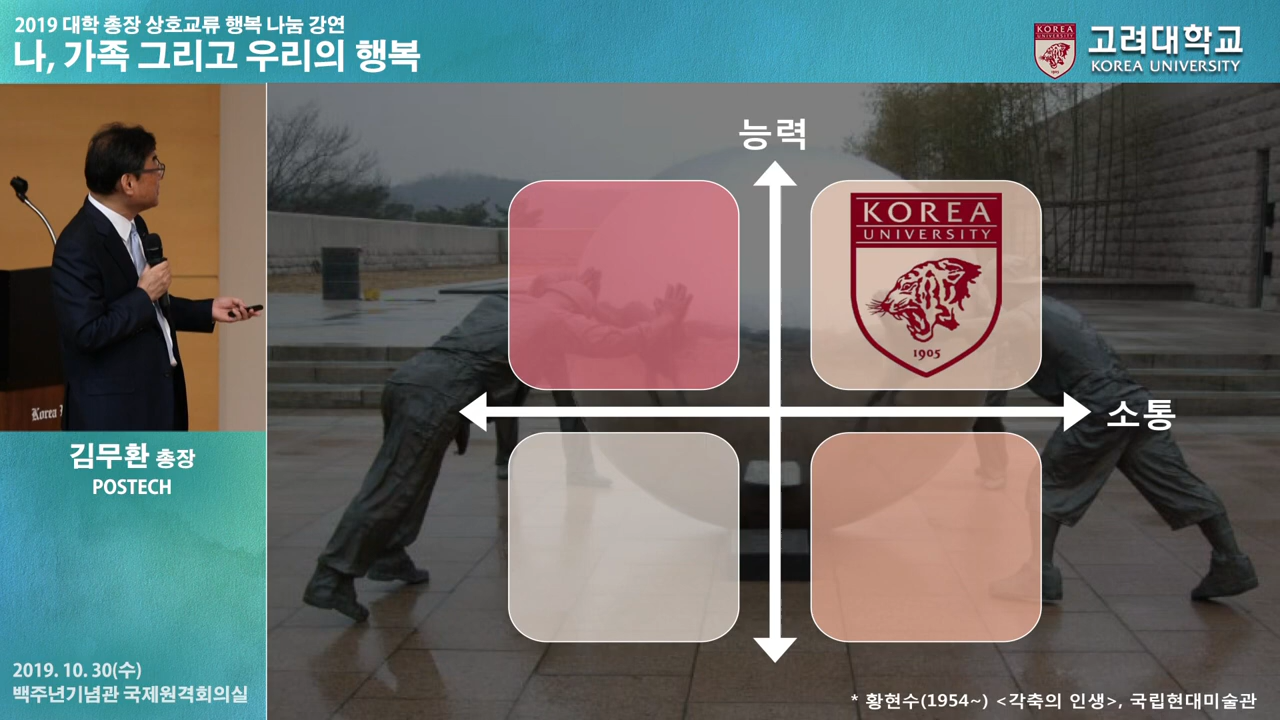 2019 대학 총장 상호교류 행복 나눔 강연
나, 가족 그리고 우리의 행복
KOREA
UNIVERSITY
1905
고려대학교
KOREA UNIVERSITY
능력
KOREA
UNIVERSITY
1905
소통
Korea
김무환 총장
POSTECH
2019. 10. 30(수)
백주년기념관 국제원격회의실
* 황현수(1954~) <각축의 인생>, 국립현대미술관